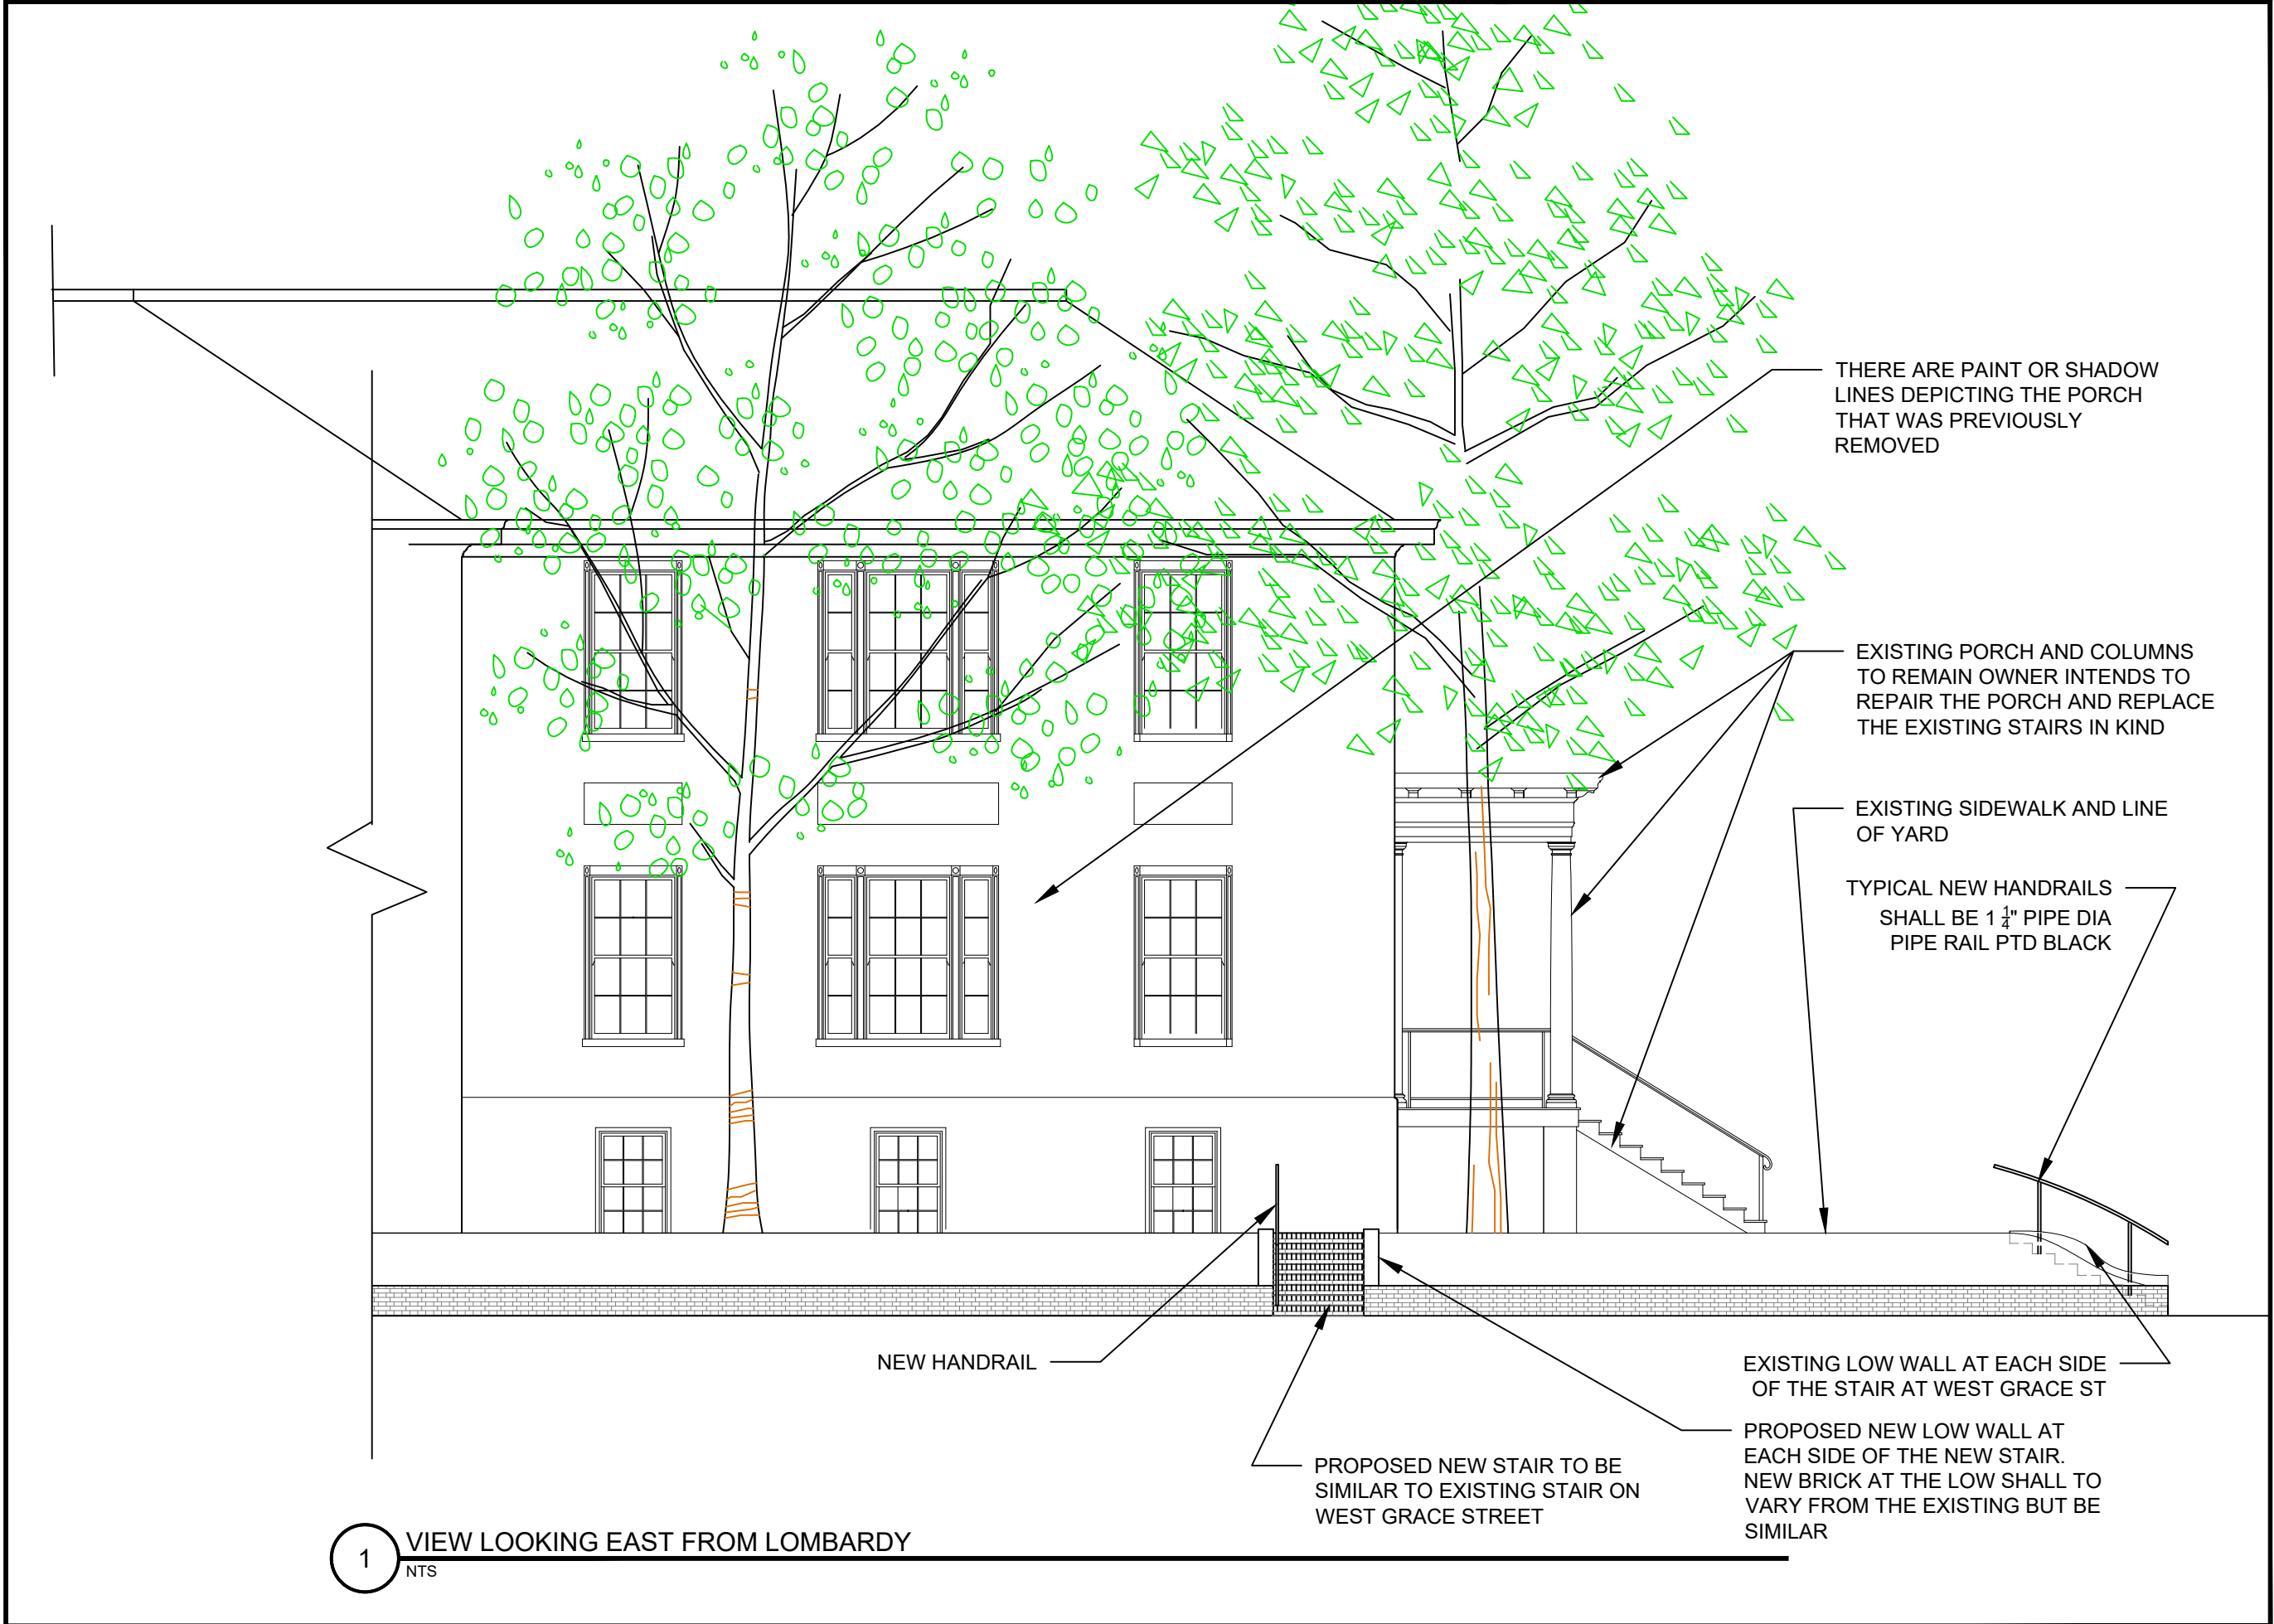 THERE ARE PAINT OR SHADOW
LINES DEPICTING THE PORCH
THAT WAS PREVIOUSLY
REMOVED
EXISTING PORCH AND COLUMNS
TO REMAIN OWNER INTENDS TO
REPAIR THE PORCH AND REPLACE
THE EXISTING STAIRS IN KIND
EXISTING SIDEWALK AND LINE
OF YARD
TYPICAL NEW HANDRAILS
SHALL BE 1 1/4" PIPE DIA
PIPE RAIL PTD BLACK
NEW HANDRAIL
EXISTING LOW WALL AT EACH SIDE
OF THE STAIR AT WEST GRACE ST
PROPOSED NEW LOW WALL AT
EACH SIDE OF THE NEW STAIR.
NEW BRICK AT THE LOW SHALL TO
VARY FROM THE EXISTING BUT BE
SIMILAR
PROPOSED NEW STAIR TO BE
SIMILAR TO EXISTING STAIR ON
WEST GRACE STREET
1 VIEW LOOKING EAST FROM LOMBARDY
NTS